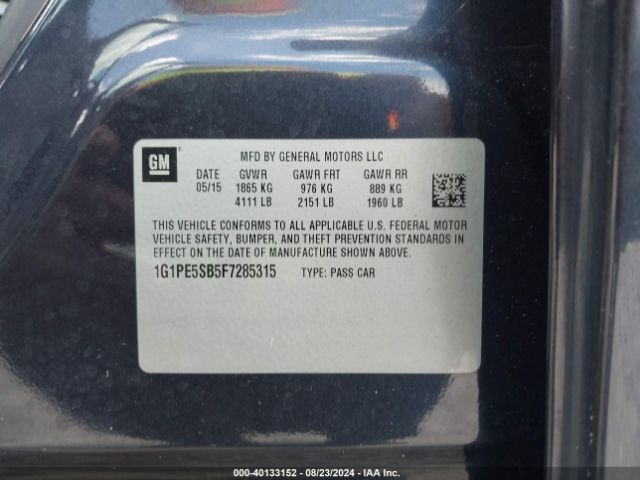 GM
MFD BY GENERAL MOTORS LLC
DATE GVWR GAWR FRT GAWR RR
05/15 1865 KG 976 KG 889 KG
4111 LB 2151 LB 1960 LB
THIS VEHICLE CONFORMS TO ALL APPLICABLE U.S. FEDERAL MOTOR
VEHICLE SAFETY, BUMPER, AND THEFT PREVENTION STANDARDS IN
EFFECT ON THE DATE OF MANUFACTURE SHOWN ABOVE.
1G1PE5SB5F7285315 TYPE: PASS CAR
000-40133152 - 08/23/2024 - IAA Inc.